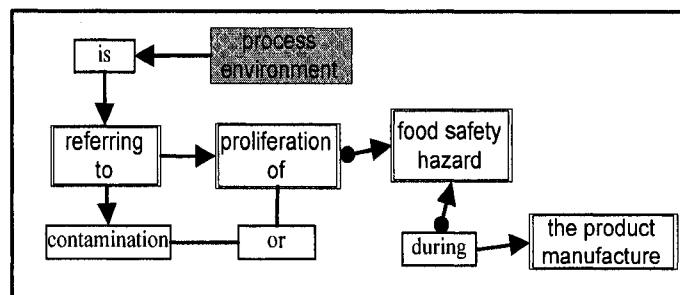 is
process
environment
referring
to
proliferation
of
food safety
hazard
contamination
or
during
the product
manufacture